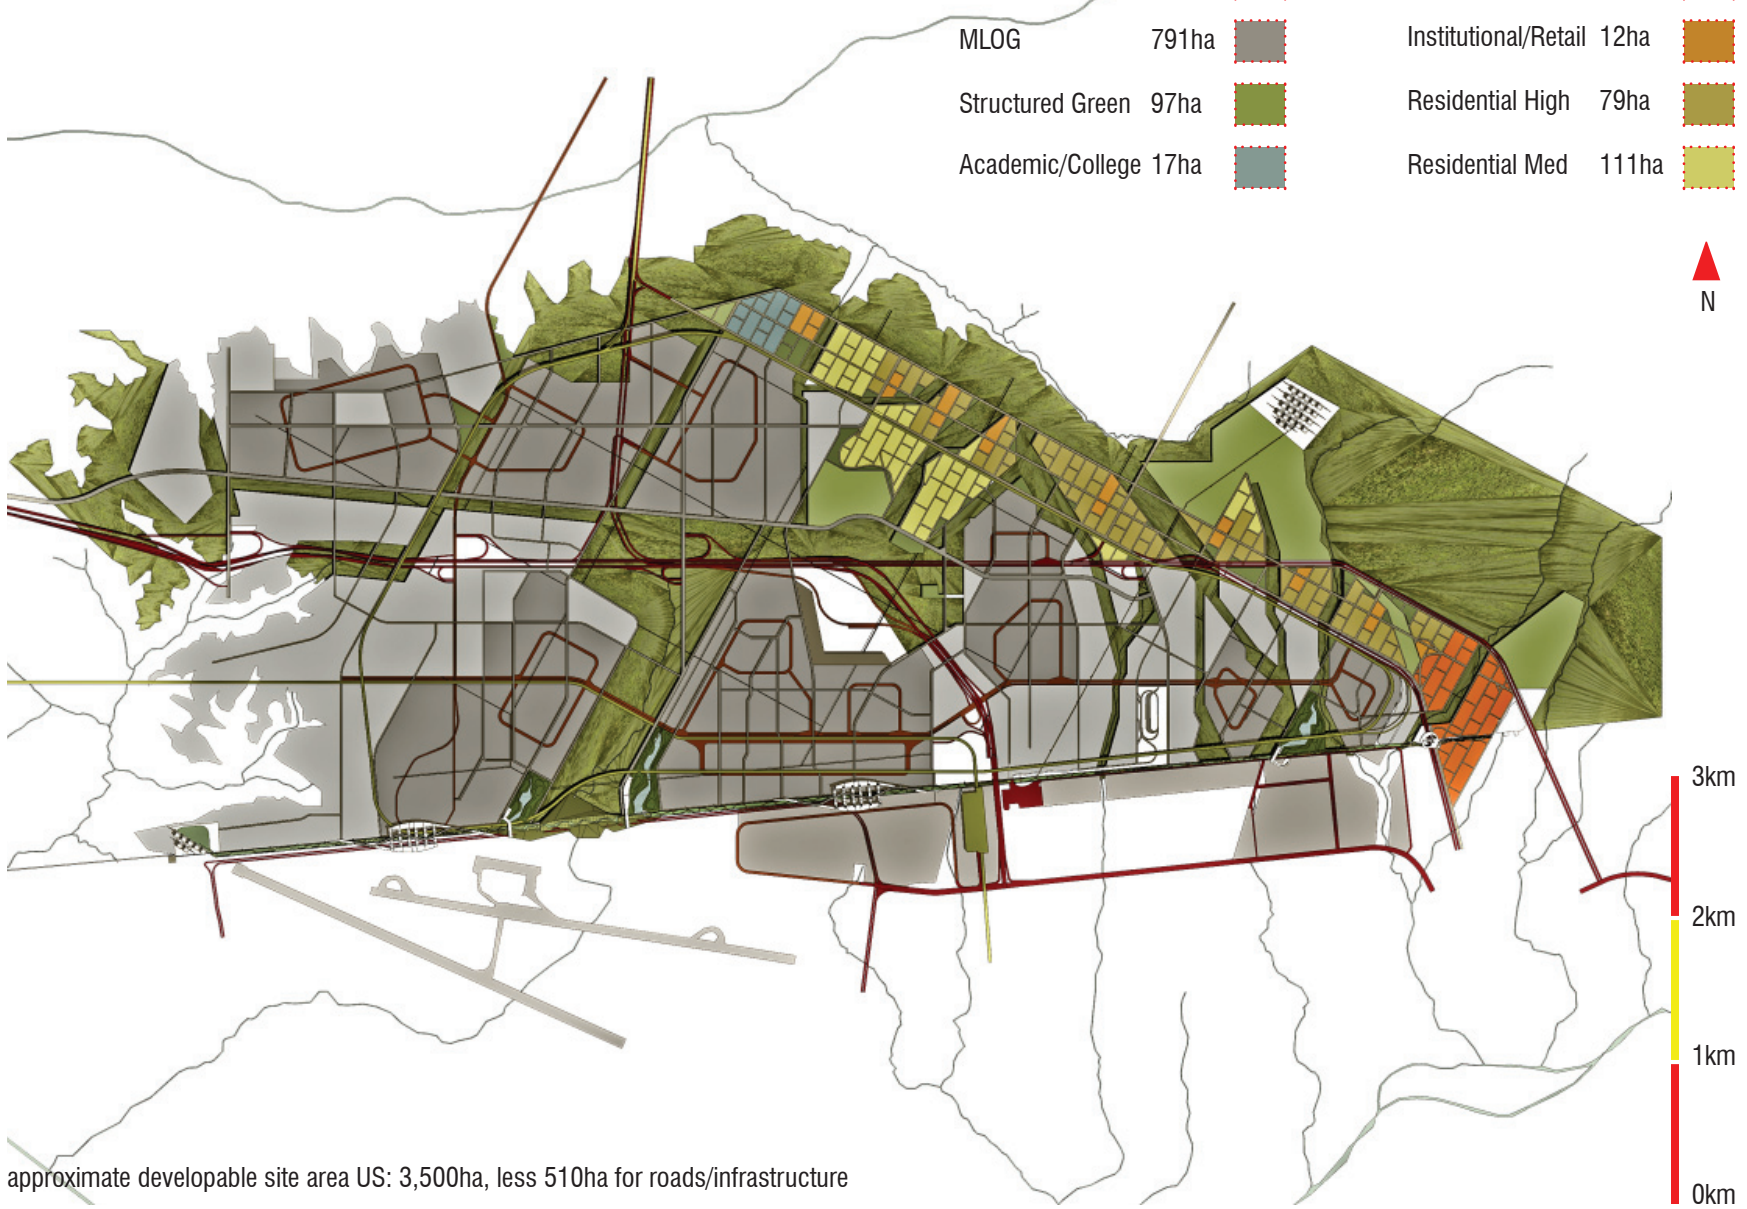 MLOG 791ha
Institutional/Retail 12ha
Structured Green 97ha
Residential High 79ha
Academic/College 17ha
Residential Med 111ha
N
3km
2km
1km
0km
approximate developable site area US: 3,500ha, less 510ha for roads/infrastructure